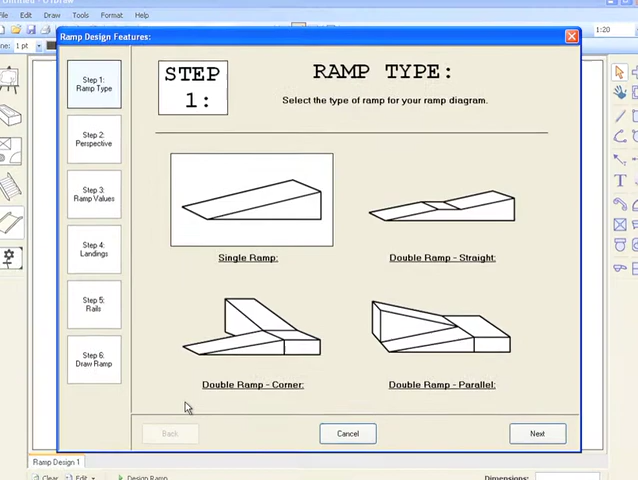 File Edit Draw Tools Format Help
1 pt
1:20
Ramp Design Features:
Step 1:
Ramp Type
Step 2:
Perspective
Step 3:
Ramp Values
Step 4:
Landings
Step 5:
Rails
Step 6:
Draw Ramp
STEP
1:
RAMP TYPE:
Select the type of ramp for your ramp diagram.
Single Ramp:
Double Ramp - Straight:
Double Ramp - Corner:
Double Ramp - Parallel:
Back
Cancel
Next
Ramp Design 1
Clear Edit Design Ramp Dimensions: